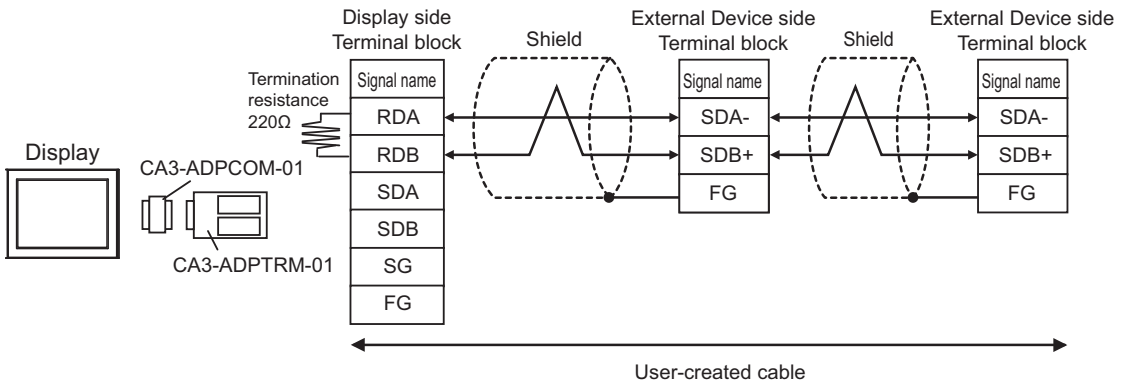 Display side
Terminal block
Shield
External Device side
Terminal block
Shield
External Device side
Terminal block
Termination
resistance
220Ω
Signal name
RDA
RDB
SDA
SDB
SG
FG
Signal name
SDA-
SDB+
FG
Signal name
SDA-
SDB+
FG
Display
CA3-ADPCOM-01
CA3-ADPTRM-01
User-created cable